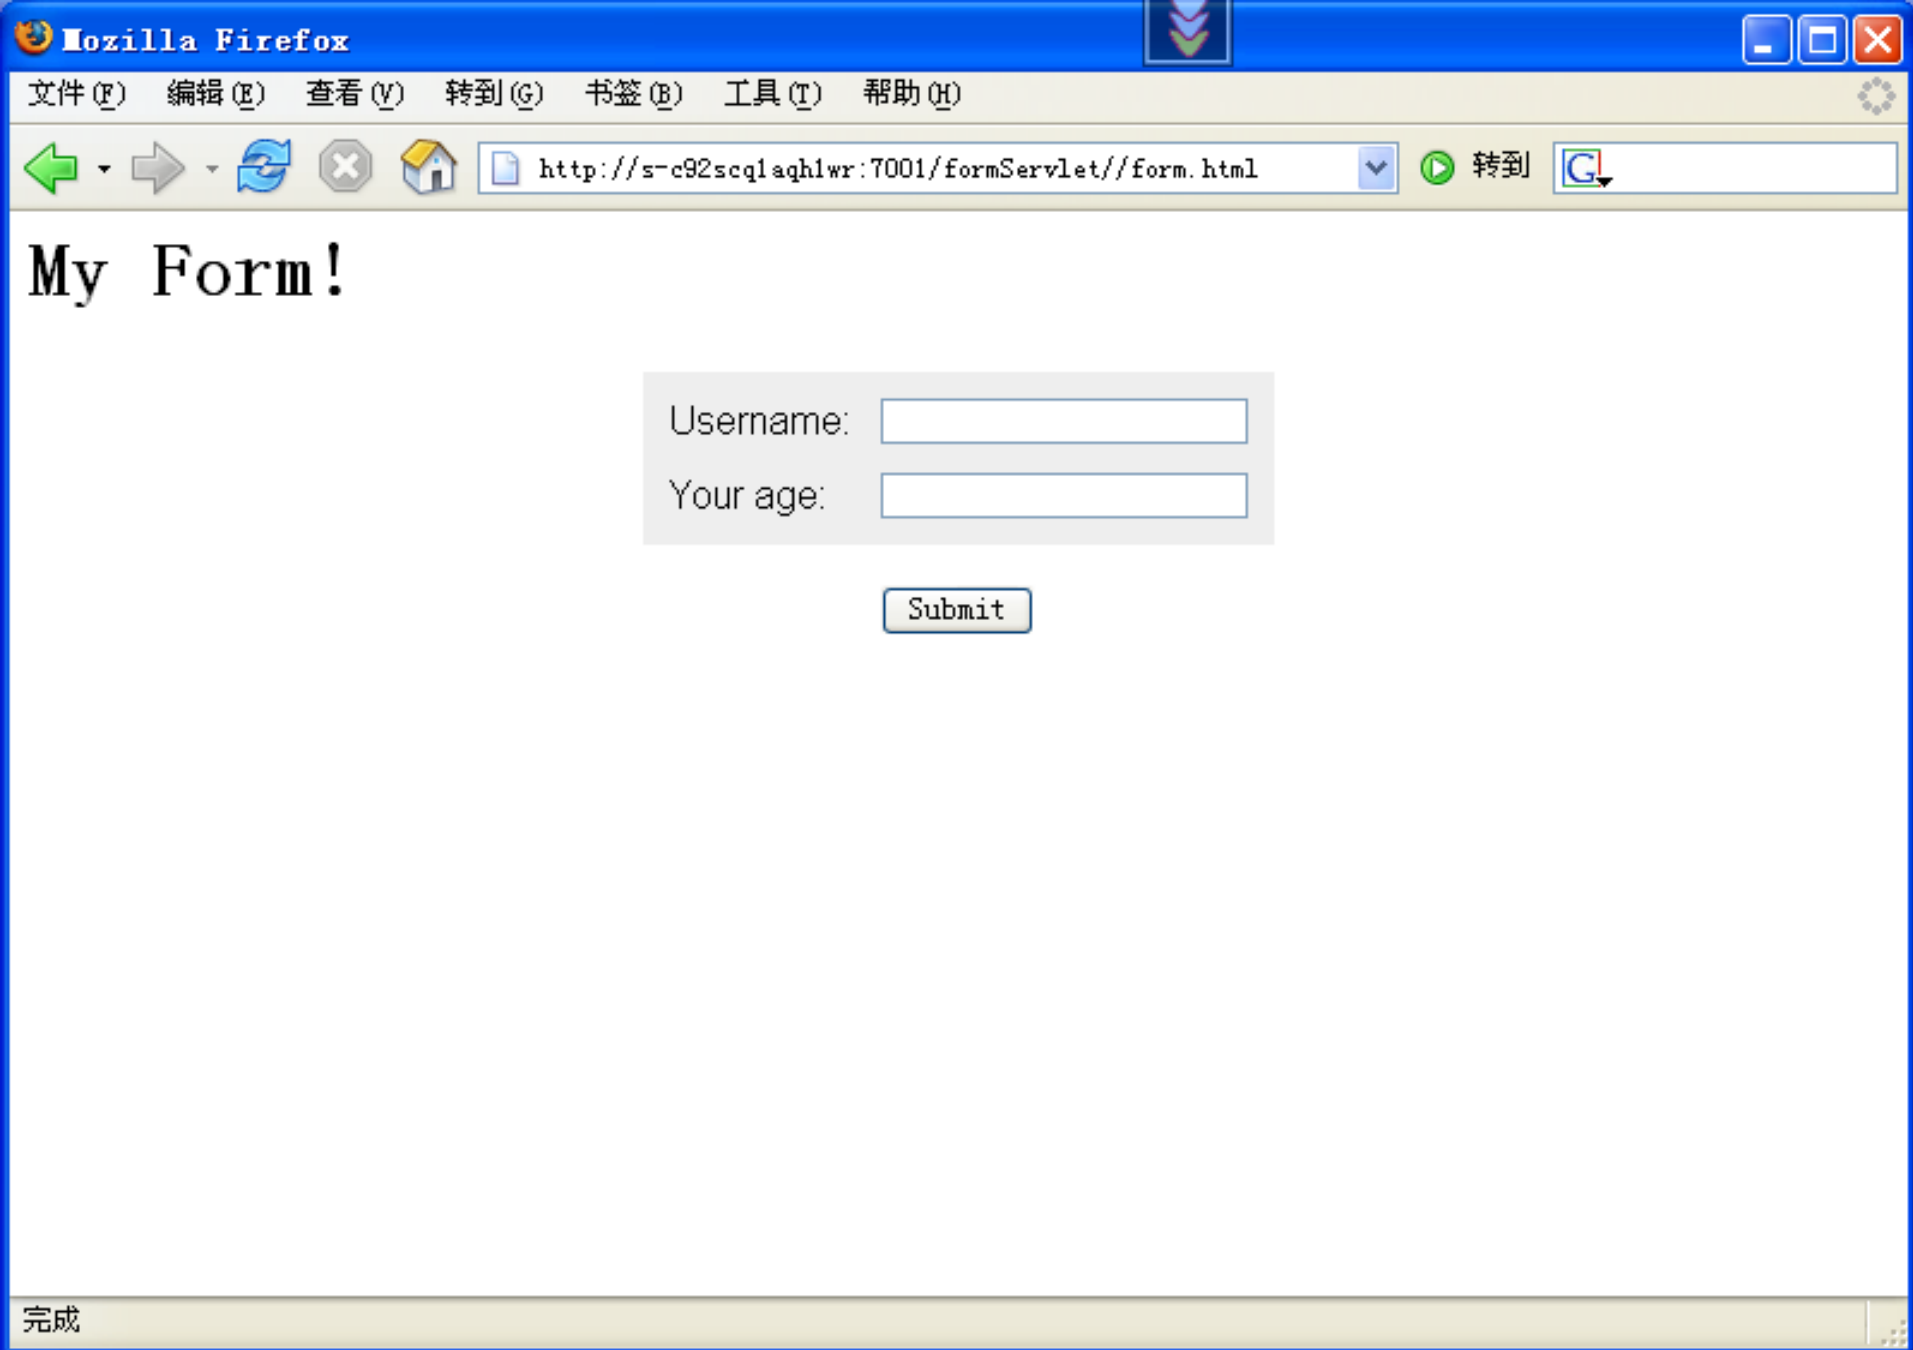 Mozilla Firefox
文件(F) 编辑(E) 查看(V) 转到(G) 书签(B) 工具(T) 帮助(H)
http://s-c92scq1aqh1wr:7001/formServlet//form.html 转到 G
My Form!
Username:
Your age:
Submit
完成